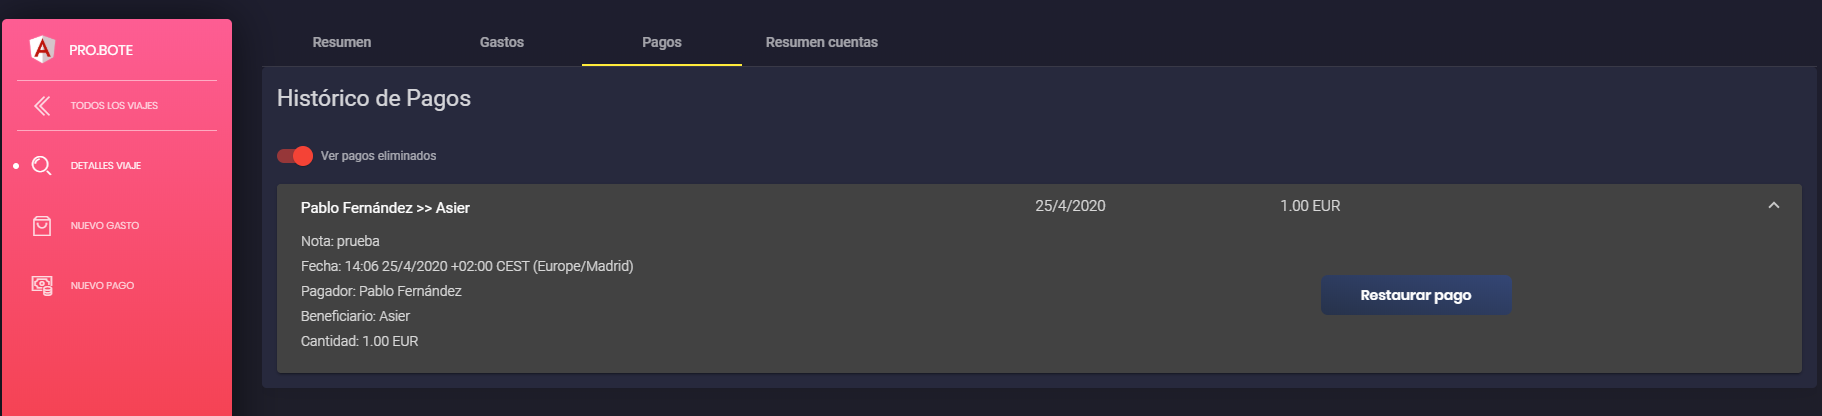 PRO.BOTE
TODOS LOS VIAJES
DETALLES VIAJE
NUEVO GASTO
NUEVO PAGO
Resumen Gastos Pagos Resumen cuentas
Histórico de Pagos
Ver pagos eliminados
Pablo Fernández >> Asier 25/4/2020 1.00 EUR
Nota: prueba
Fecha: 14:06 25/4/2020 +02:00 CEST (Europe/Madrid)
Pagador: Pablo Fernández
Beneficiario: Asier
Cantidad: 1.00 EUR
Restaurar pago